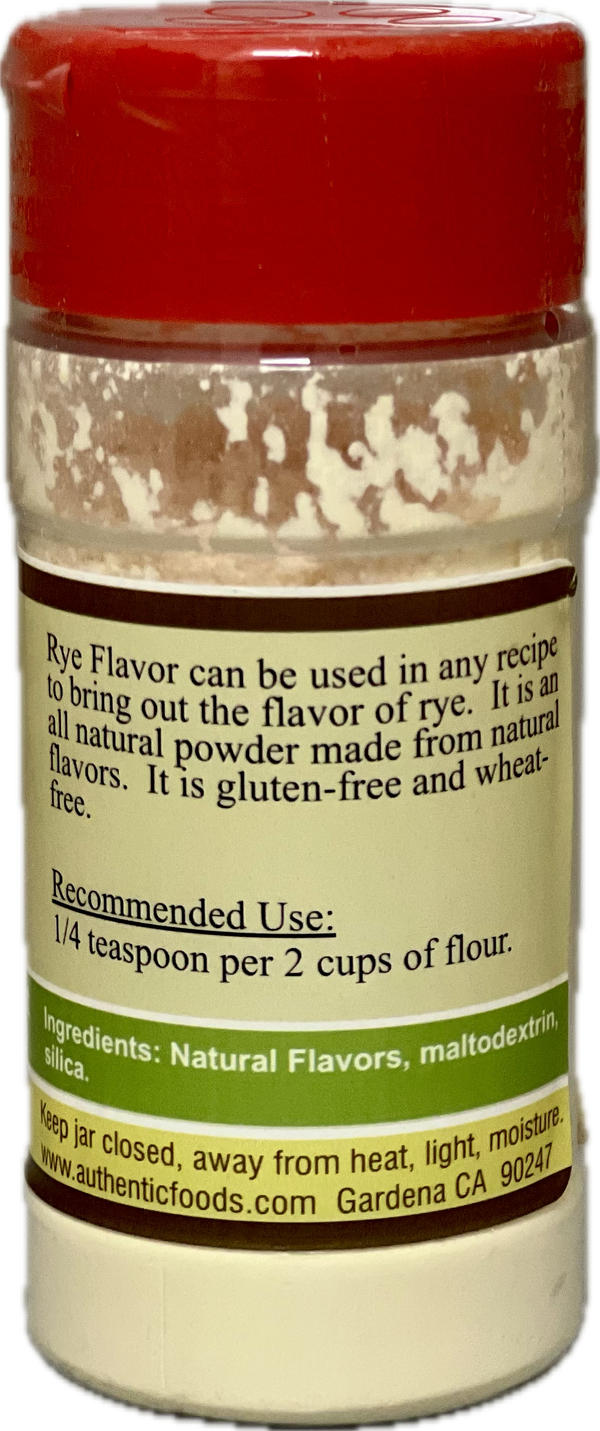 Rye Flavor can be used in any recipe
to bring out the flavor of rye.  It is an
all natural powder made from natural
flavors.  It is gluten-free and wheat-
free.
Recommended Use:
1/4 teaspoon per 2 cups of flour.
Ingredients: Natural Flavors, maltodextrin,
silica.
Keep jar closed, away from heat, light, moisture.
www.authenticfoods.com  Gardena CA  90247